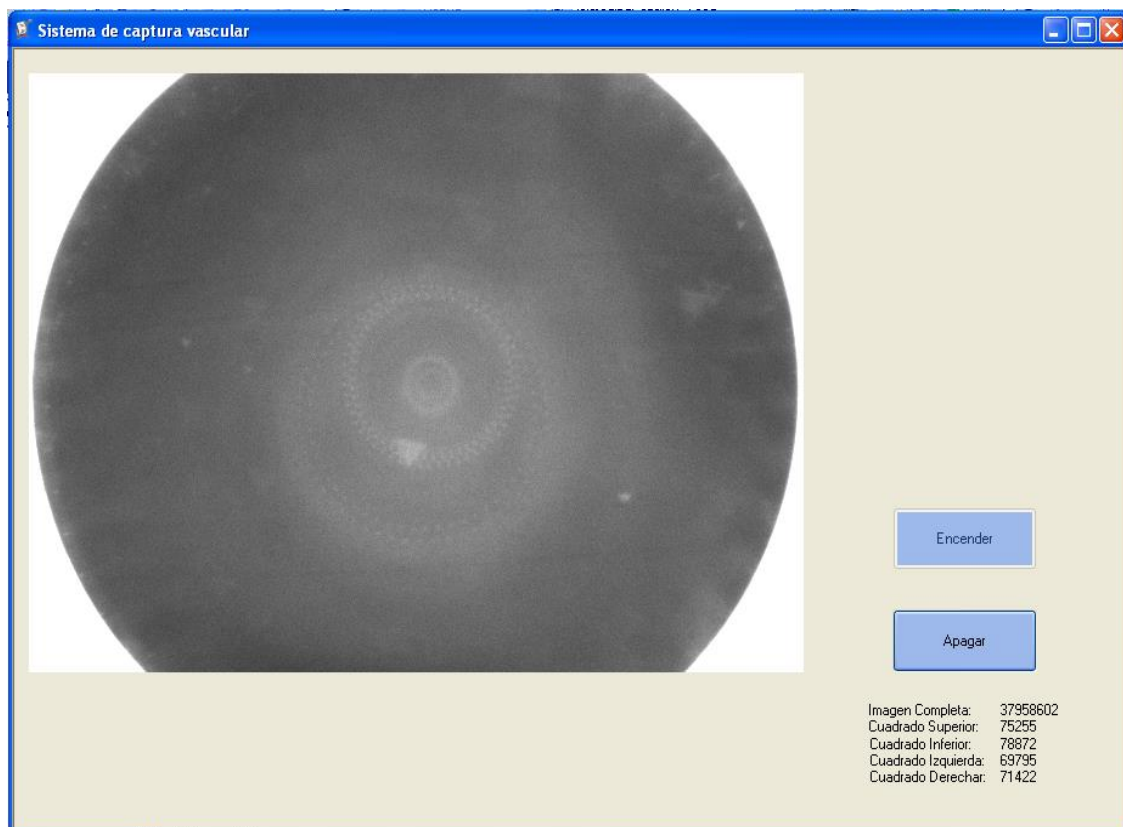 Sistema de captura vascular
Encender
Apagar
Imagen Completa: 37958602
Cuadrado Superior: 75255
Cuadrado Inferior: 78872
Cuadrado Izquierda: 69795
Cuadrado Derechar: 71422